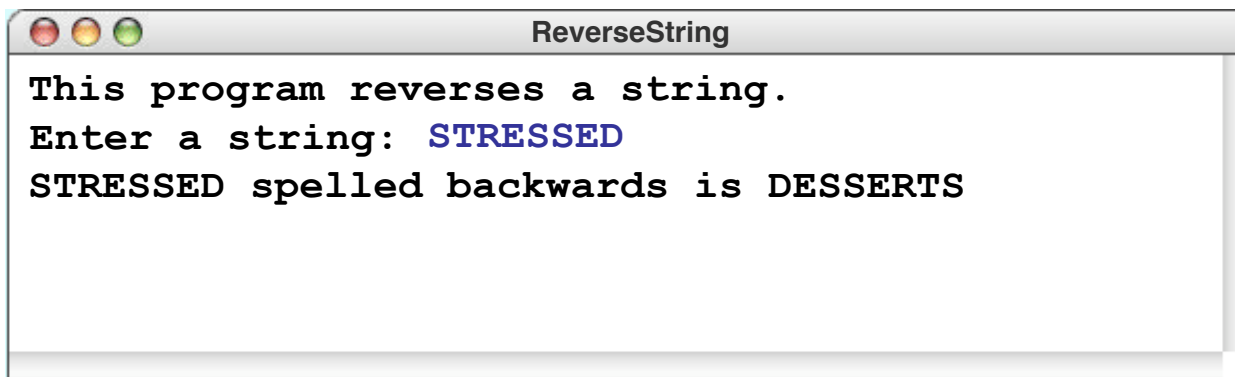 ReverseString
This program reverses a string.
Enter a string: STRESSED
STRESSED spelled backwards is DESSERTS